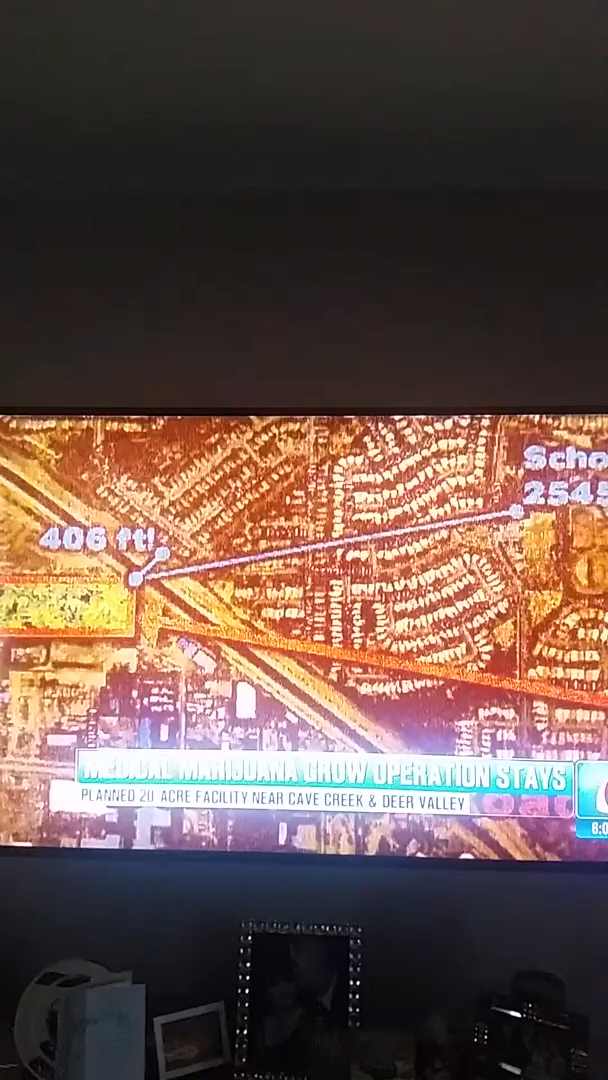 Scho
2545
406 ft!
MEDICAL MARIJUANA GROW OPERATION STAYS
PLANNED 20 ACRE FACILITY NEAR CAVE CREEK & DEER VALLEY
8:0